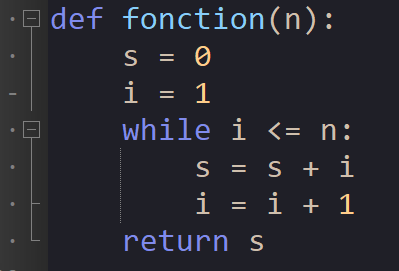 def fonction(n):
    s = 0
    i = 1
    while i <= n:
        s = s + i
        i = i + 1
    return s